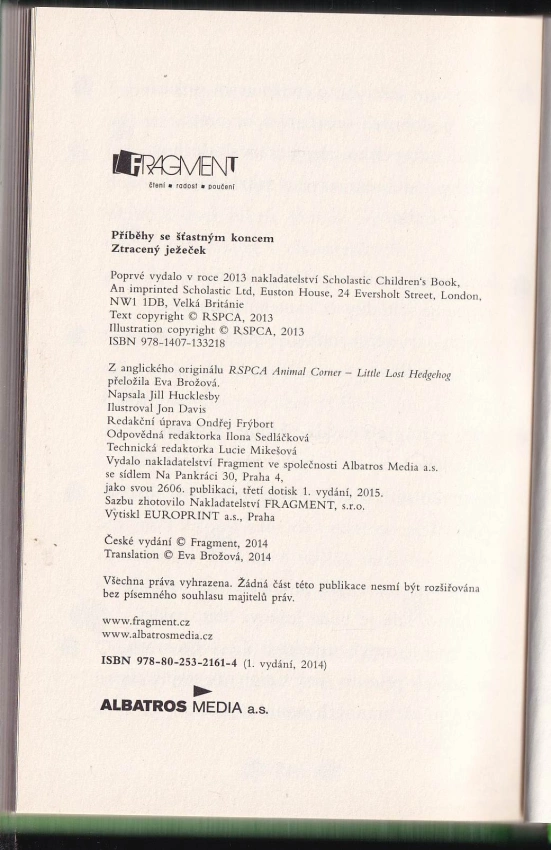 FRAGMENT
čtení ■ radost ■ poučení
Příběhy se šťastným koncem
Ztracený ježeček
Poprvé vydalo v roce 2013 nakladatelství Scholastic Children's Book,
An imprinted Scholastic Ltd, Euston House, 24 Eversholt Street, London,
NW1 1DB, Velká Británie
Text copyright © RSPCA, 2013
Illustration copyright © RSPCA, 2013
ISBN 978-1407-133218
Z anglického originálu RSPCA Animal Corner – Little Lost Hedgehog
přeložila Eva Brožová.
Napsala Jill Hucklesby
Ilustroval Jon Davis
Redakční úprava Ondřej Frýbort
Odpovědná redaktorka Ilona Sedláčková
Technická redaktorka Lucie Mikešová
Vydalo nakladatelství Fragment ve společnosti Albatros Media a.s.
se sídlem Na Pankráci 30, Praha 4,
jako svou 2606. publikaci, třetí dotisk 1. vydání, 2015.
Sazbu zhotovilo Nakladatelství FRAGMENT, s.r.o.
Vytiskl EUROPRINT a.s., Praha
České vydání © Fragment, 2014
Translation © Eva Brožová, 2014
Všechna práva vyhrazena. Žádná část této publikace nesmí být rozšiřována
bez písemného souhlasu majitelů práv.
www.fragment.cz
www.albatrosmedia.cz
ISBN 978-80-253-2161-4 (1. vydání, 2014)
ALBATROS MEDIA a.s.